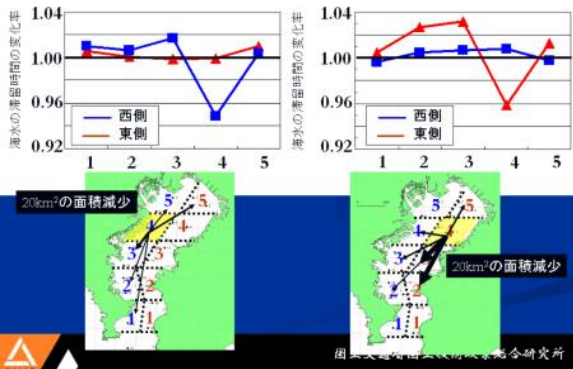 海水の滞留時間の変化率
1.04
1.00
0.96
0.92
西側
東側
1 2 3 4 5
海水の滞留時間の変化率
1.04
1.00
0.96
0.92
西側
東側
1 2 3 4 5
20km²の面積減少
5 5
4 4
3 3
2 2
1 1
20km²の面積減少
5 5
4
3 3
2 2
1 1
国土交通省国土技術政策総合研究所